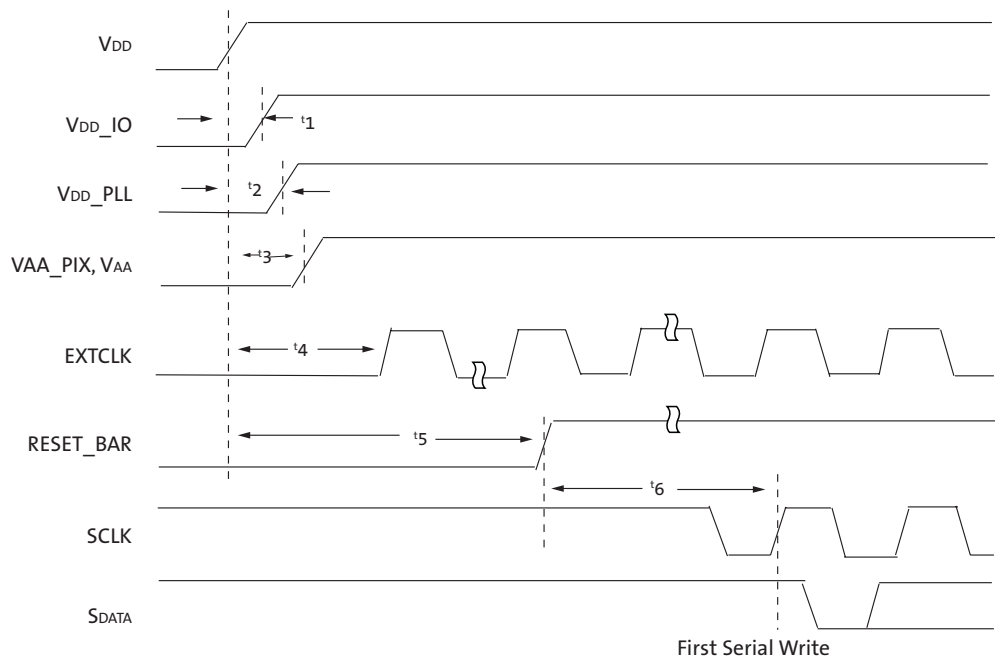 VDD
VDD_IO
t1
VDD_PLL
t2
VAA_PIX, VAA
t3
EXTCLK
t4
RESET_BAR
t5
t6
SCLK
SDATA
First Serial Write